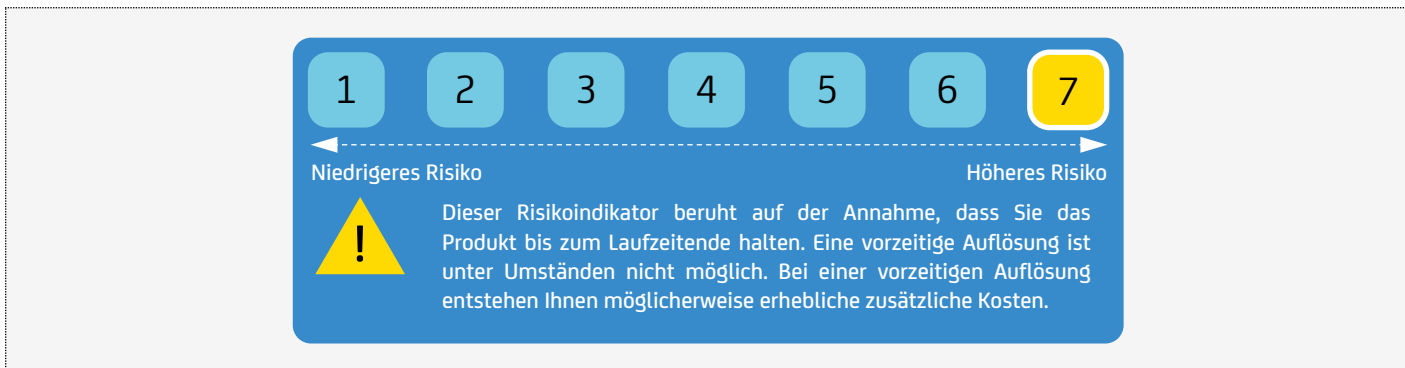 1 2 3 4 5 6 7
Niedrigeres Risiko Höheres Risiko
!
Dieser Risikoindikator beruht auf der Annahme, dass Sie das
Produkt bis zum Laufzeitende halten. Eine vorzeitige Auflösung ist
unter Umständen nicht möglich. Bei einer vorzeitigen Auflösung
entstehen Ihnen möglicherweise erhebliche zusätzliche Kosten.